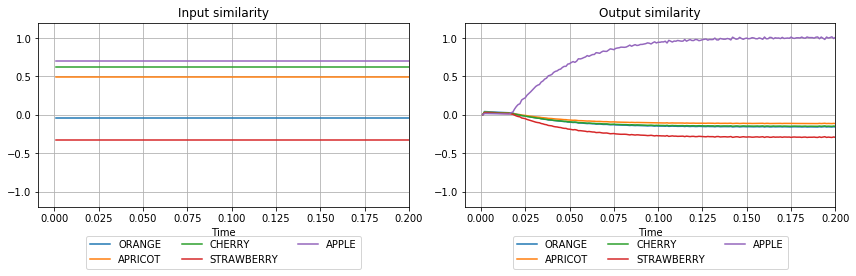 Input similarity
1.0
0.5
0.0
−0.5
−1.0
0.000 0.025 0.050 0.075 0.100 0.125 0.150 0.175 0.200
Time
ORANGE CHERRY APPLE
APRICOT STRAWBERRY
Output similarity
1.0
0.5
0.0
−0.5
−1.0
0.000 0.025 0.050 0.075 0.100 0.125 0.150 0.175 0.200
Time
ORANGE CHERRY APPLE
APRICOT STRAWBERRY